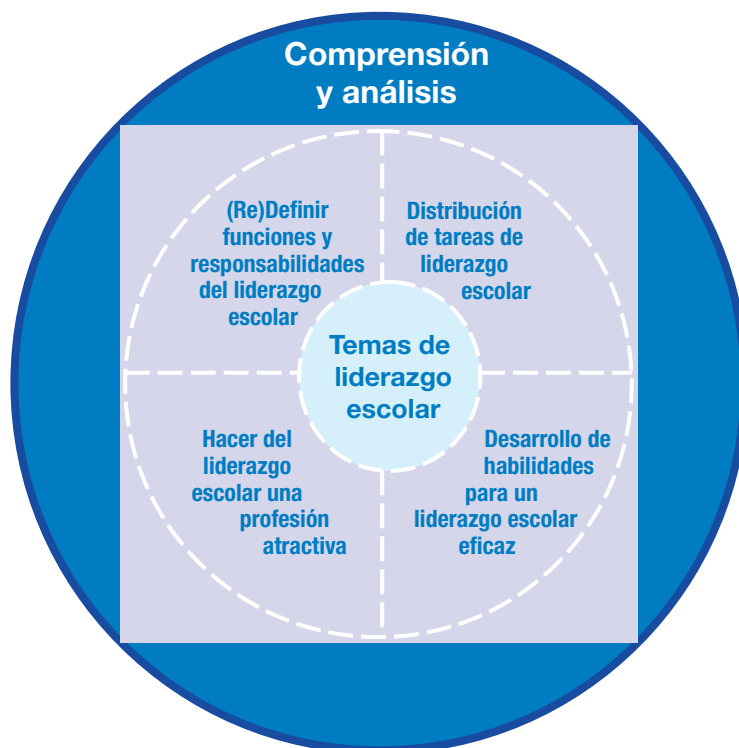 Comprensión
y análisis
(Re)Definir
funciones y
responsabilidades
del liderazgo
escolar
Distribución
de tareas de
liderazgo
escolar
Temas de
liderazgo
escolar
Hacer del
liderazgo
escolar una
profesión
atractiva
Desarrollo de
habilidades
para un
liderazgo escolar
eficaz